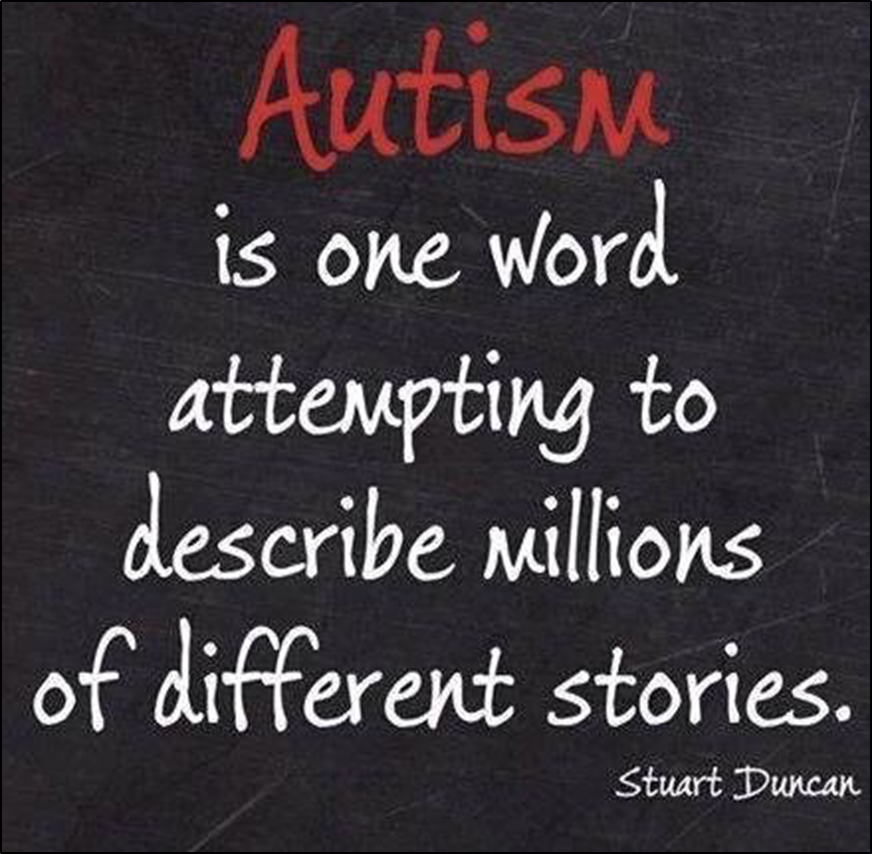 Autism
is one word
attempting to
describe millions
of different stories.
Stuart Duncan